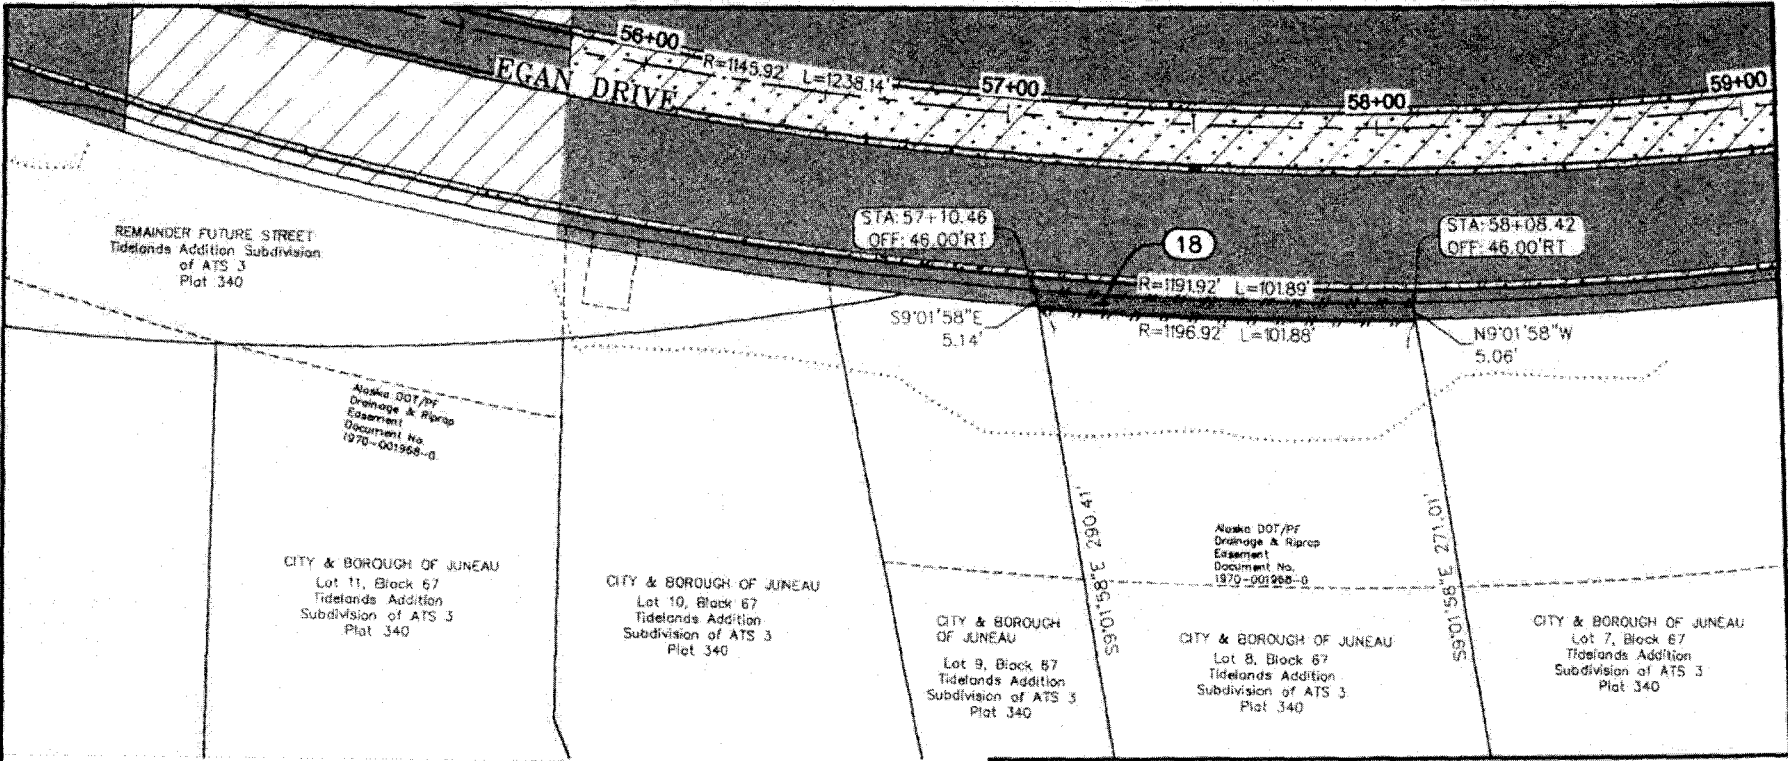 56+00
R=1145.92' L=1238.14'
57+00
58+00
59+00
EGAN DRIVE
STA: 57+10.46
OFF: 46.00'RT
18
STA: 58+08.42
OFF: 46.00'RT
REMAINDER FUTURE STREET
Tidelands Addition Subdivision
of ATS 3
Plat 340
R=1191.92' L=101.89'
S9°01'58"E
5.14'
R=1196.92' L=101.88'
N9°01'58"W
5.06'
Alaska DOT/PF
Drainage & Riprap
Easement
Document No.
1970-001968-0
S9°01'58"E 290.41'
S9°01'58"E 271.01'
Alaska DOT/PF
Drainage & Riprap
Easement
Document No.
1970-001968-0
CITY & BOROUGH OF JUNEAU
Lot 11, Block 67
Tidelands Addition
Subdivision of ATS 3
Plat 340
CITY & BOROUGH OF JUNEAU
Lot 10, Block 67
Tidelands Addition
Subdivision of ATS 3
Plat 340
CITY & BOROUGH
OF JUNEAU
Lot 9, Block 67
Tidelands Addition
Subdivision of ATS 3
Plat 340
CITY & BOROUGH OF JUNEAU
Lot 8, Block 67
Tidelands Addition
Subdivision of ATS 3
Plat 340
CITY & BOROUGH OF JUNEAU
Lot 7, Block 67
Tidelands Addition
Subdivision of ATS 3
Plat 340